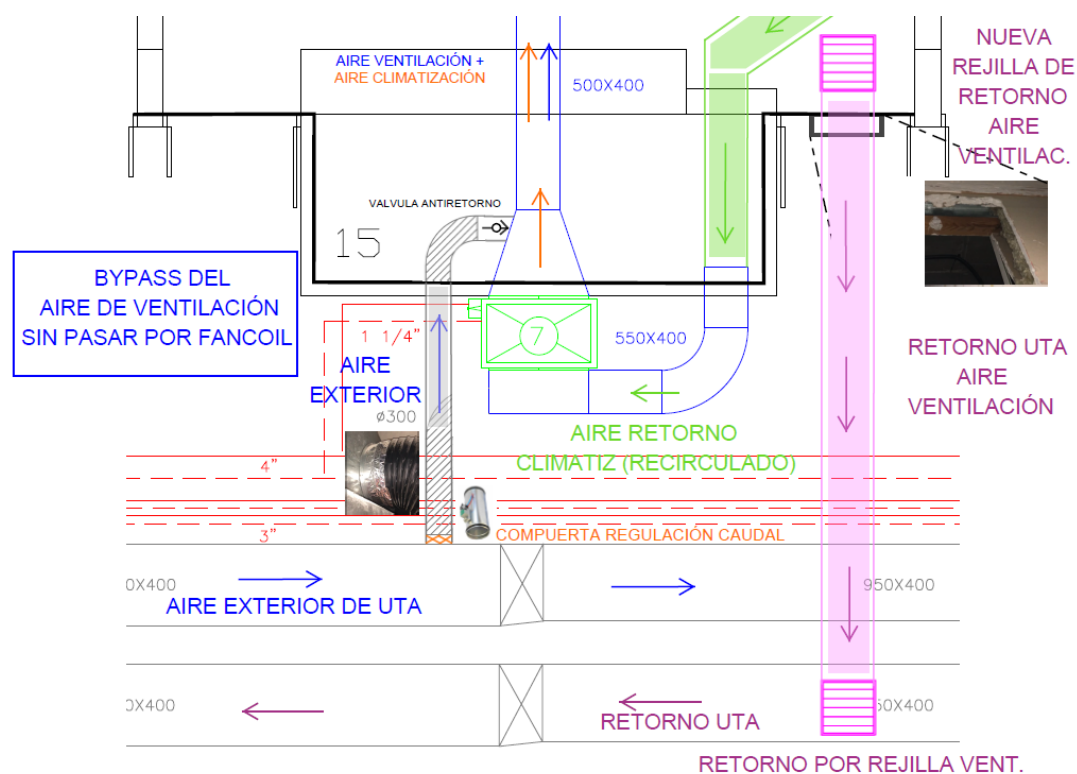 AIRE VENTILACIÓN +
AIRE CLIMATIZACIÓN
500X400
NUEVA
REJILLA DE
RETORNO
AIRE
VENTILAC.
VALVULA ANTIRETORNO
15
BYPASS DEL
AIRE DE VENTILACIÓN
SIN PASAR POR FANCOIL
1 1/4"
7
550X400
AIRE
EXTERIOR
ø300
RETORNO UTA
AIRE
VENTILACIÓN
AIRE RETORNO
CLIMATIZ (RECIRCULADO)
4"
3"
COMPUERTA REGULACIÓN CAUDAL
0X400
950X400
AIRE EXTERIOR DE UTA
0X400
50X400
RETORNO UTA
RETORNO POR REJILLA VENT.